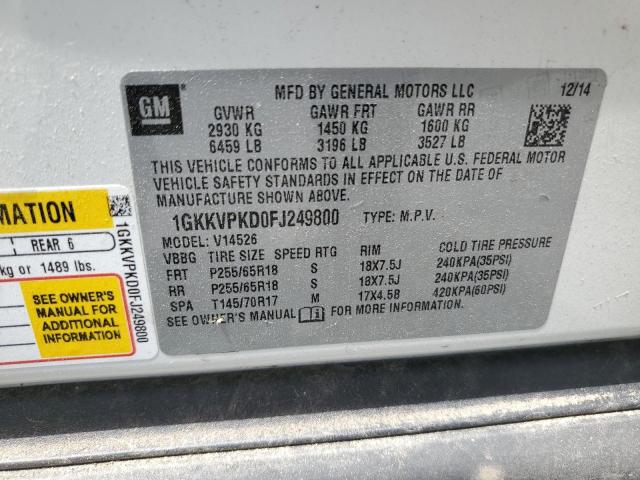 GM
MFD BY GENERAL MOTORS LLC 12/14
GVWR GAWR FRT GAWR RR
2930 KG 1450 KG 1600 KG
6459 LB 3196 LB 3527 LB
THIS VEHICLE CONFORMS TO ALL APPLICABLE U.S. FEDERAL MOTOR
VEHICLE SAFETY STANDARDS IN EFFECT ON THE DATE OF
MANUFACTURE SHOWN ABOVE.
1GKKVPKD0FJ249800 TYPE: M.P.V.
MODEL: V14526
VBBG TIRE SIZE SPEED RTG RIM COLD TIRE PRESSURE
FRT P255/65R18 S 18X7.5J 240KPA(35PSI)
RR P255/65R18 S 18X7.5J 240KPA(35PSI)
SPA T145/70R17 M 17X4.5B 420KPA(60PSI)
SEE OWNER'S MANUAL FOR MORE INFORMATION.
MATION
REAR 6
kg or 1489 lbs.
SEE OWNER'S
MANUAL FOR
ADDITIONAL
INFORMATION
1GKKVPKD0FJ249800